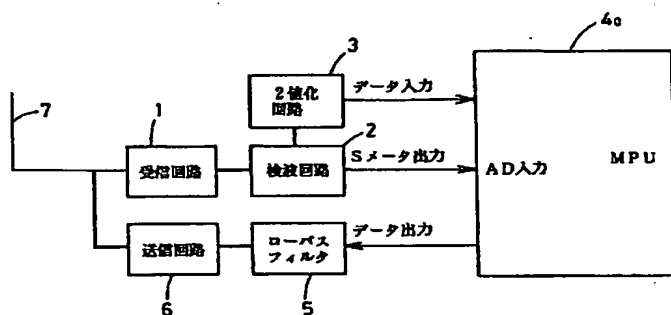 4a
3
2値化
回路
データ入力
7
1
2
受信回路
検波回路
Sメータ出力
AD入力
MPU
送信回路
ローパス
フィルタ
データ出力
6
5